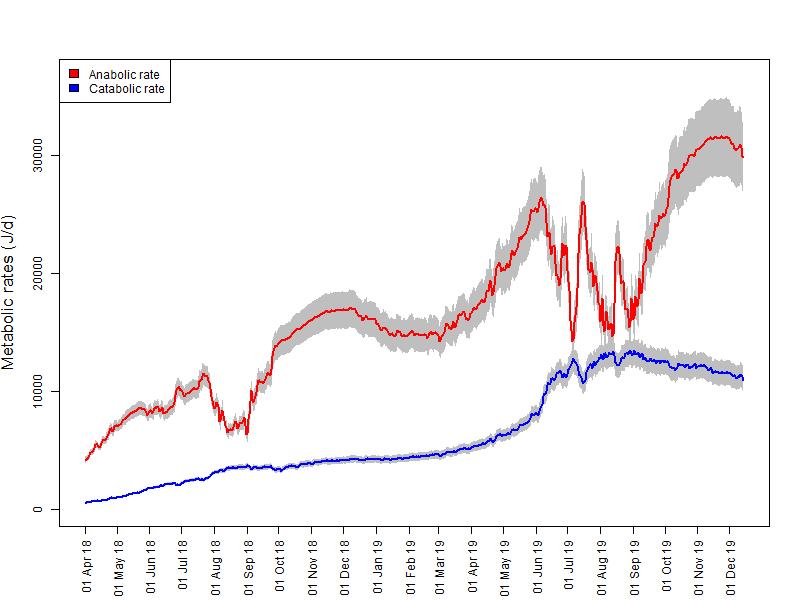 Anabolic rate
Catabolic rate
Metabolic rates (J/d)
30000
20000
10000
0
01 Apr 18
01 May 18
01 Jun 18
01 Jul 18
01 Aug 18
01 Sep 18
01 Oct 18
01 Nov 18
01 Dec 18
01 Jan 19
01 Feb 19
01 Mar 19
01 Apr 19
01 May 19
01 Jun 19
01 Jul 19
01 Aug 19
01 Sep 19
01 Oct 19
01 Nov 19
01 Dec 19